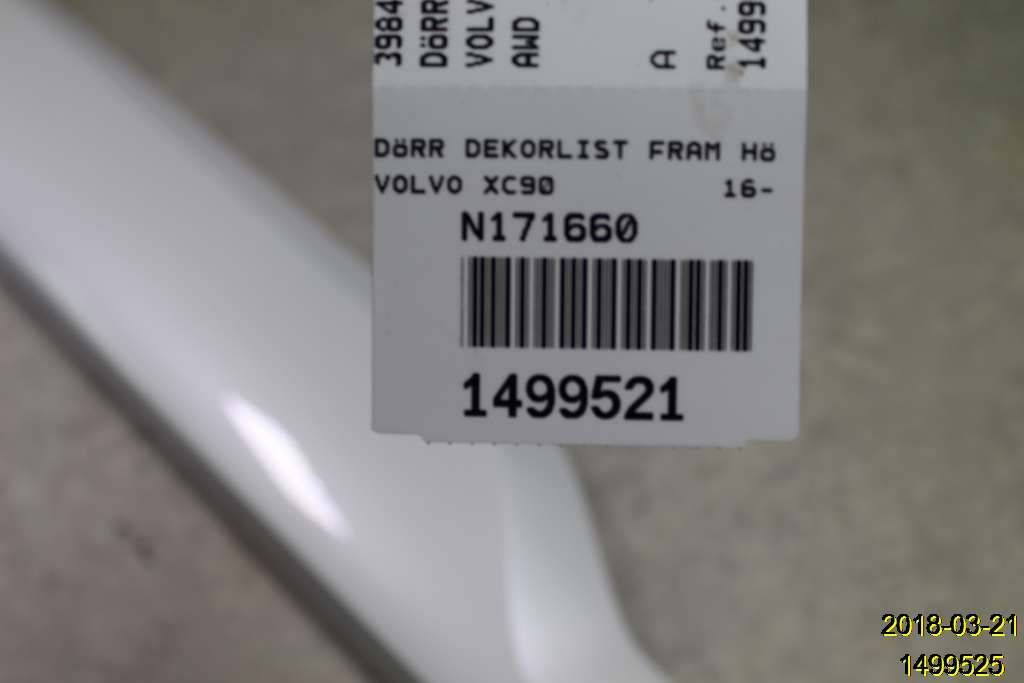 3984
DÖRR
VOLV
AWD
A
Ref.
1499
DÖRR DEKORLIST FRAM HÖ
VOLVO XC90 16-
N171660
1499521
2018-03-21
1499525